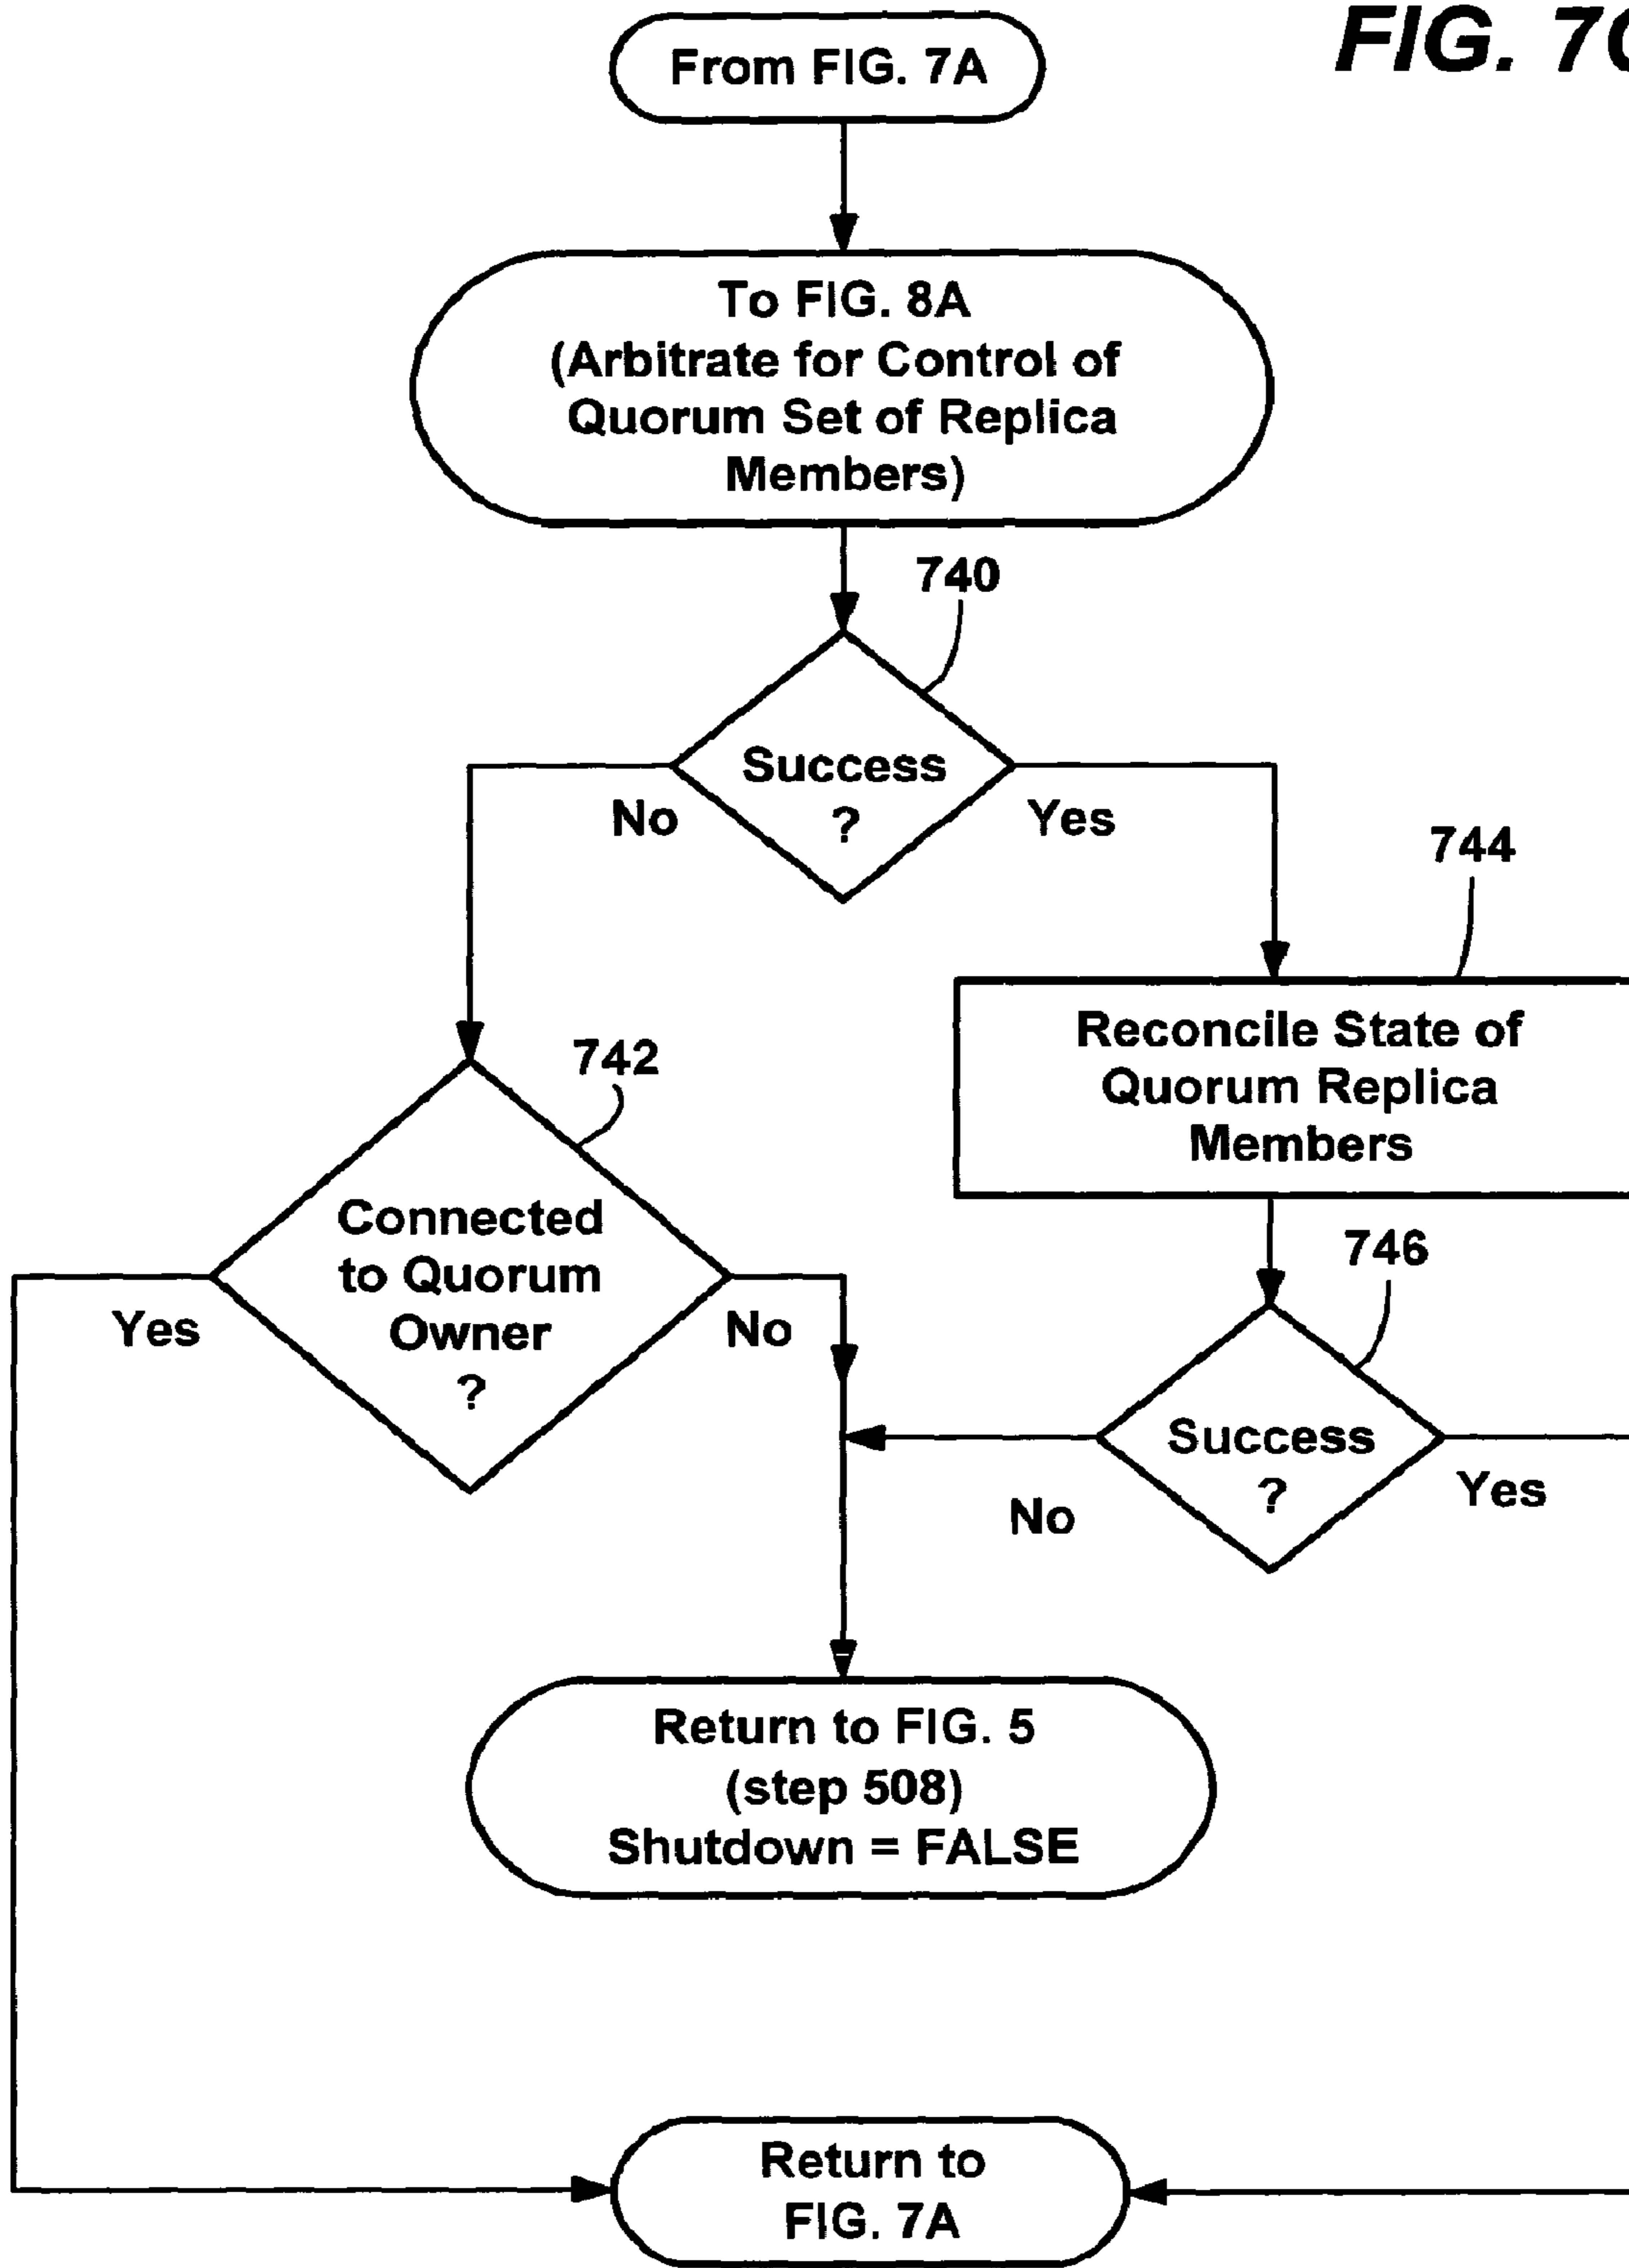 FIG. 7C
From FIG. 7A
To FIG. 8A
(Arbitrate for Control of
Quorum Set of Replica
Members)
740
Success
?
No
Yes
744
Reconcile State of
Quorum Replica
Members
742
Connected
to Quorum
Owner
?
Yes
No
746
Success
?
No
Yes
Return to FIG. 5
(step 508)
Shutdown = FALSE
Return to
FIG. 7A